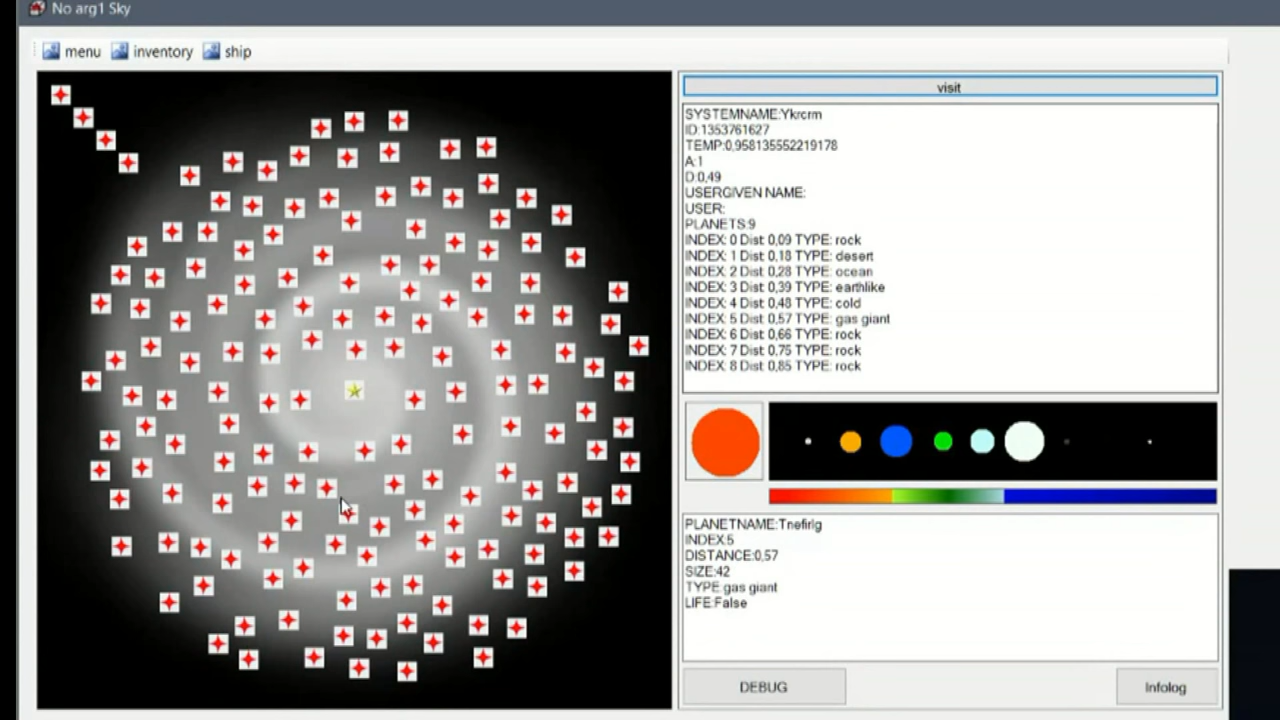 No arg1 Sky
menu inventory ship
visit
SYSTEMNAME:Ykrcrm
ID:1353761627
TEMP:0,958135552219178
A:1
D:0,49
USERGIVEN NAME:
USER:
PLANETS:9
INDEX: 0 Dist 0,09 TYPE: rock
INDEX: 1 Dist 0,18 TYPE: desert
INDEX: 2 Dist 0,28 TYPE: ocean
INDEX: 3 Dist 0,39 TYPE: earthlike
INDEX: 4 Dist 0,48 TYPE: cold
INDEX: 5 Dist 0,57 TYPE: gas giant
INDEX: 6 Dist 0,66 TYPE: rock
INDEX: 7 Dist 0,75 TYPE: rock
INDEX: 8 Dist 0,85 TYPE: rock
PLANETNAME:Tnefirlg
INDEX:5
DISTANCE:0,57
SIZE:42
TYPE:gas giant
LIFE:False
DEBUG
Infolog